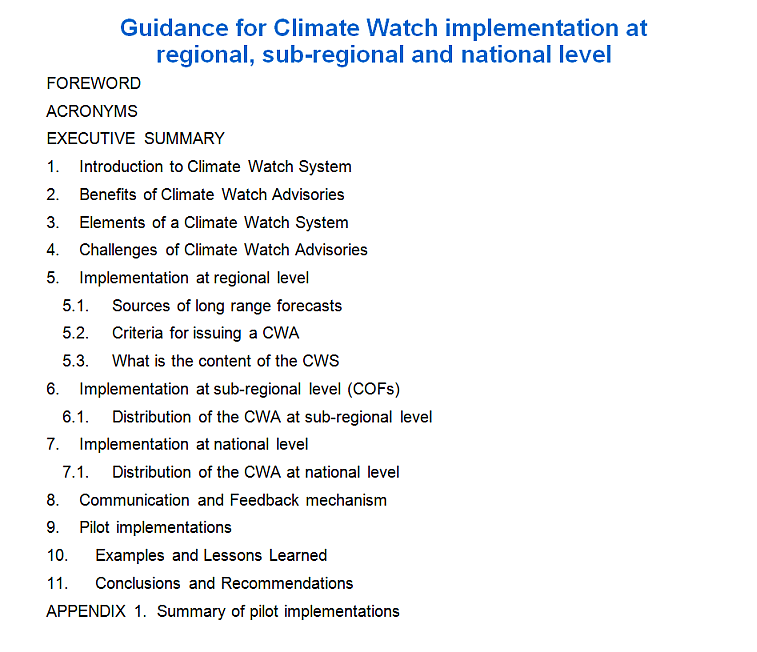 Guidance for Climate Watch implementation at
regional, sub-regional and national level
FOREWORD
ACRONYMS
EXECUTIVE SUMMARY
1. Introduction to Climate Watch System
2. Benefits of Climate Watch Advisories
3. Elements of a Climate Watch System
4. Challenges of Climate Watch Advisories
5. Implementation at regional level
5.1. Sources of long range forecasts
5.2. Criteria for issuing a CWA
5.3. What is the content of the CWS
6. Implementation at sub-regional level (COFs)
6.1. Distribution of the CWA at sub-regional level
7. Implementation at national level
7.1. Distribution of the CWA at national level
8. Communication and Feedback mechanism
9. Pilot implementations
10. Examples and Lessons Learned
11. Conclusions and Recommendations
APPENDIX 1. Summary of pilot implementations